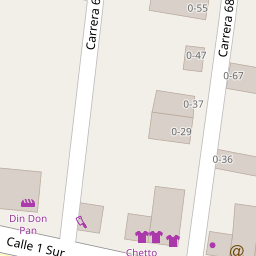 0-55
Carrera 6
Carrera 68
0-47
0-67
0-37
0-29
0-36
Din Don
Pan
Calle 1 Sur
Chetto
@